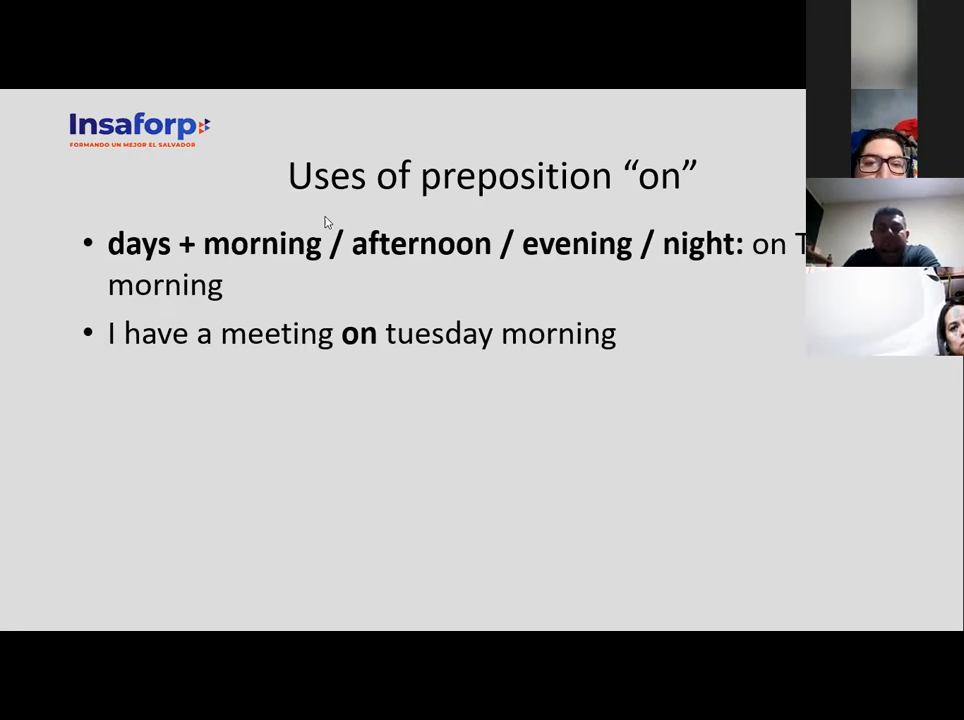 Insaforp
FORMANDO UN MEJOR EL SALVADOR
Uses of preposition “on”
• days + morning / afternoon / evening / night: on
morning
• I have a meeting on tuesday morning